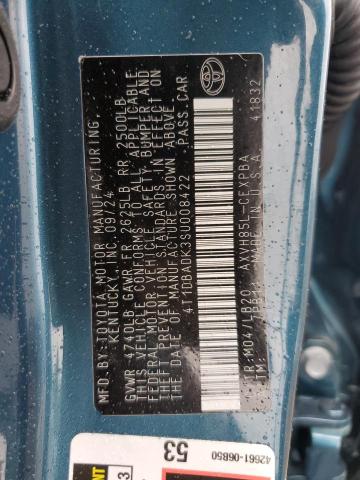 MFD. BY: TOYOTA MOTOR MANUFACTURING
KENTUCKY, INC. 09/24
GVWR 4740LB GAWR FR 2625LB RR 2500LB
THIS VEHICLE CONFORMS TO ALL APPLICABLE
FEDERAL MOTOR VEHICLE SAFETY, BUMPER AND
THEFT PREVENTION STANDARDS IN EFFECT ON
THE DATE OF MANUFACTURE SHOWN ABOVE.
4T1DBADK3SU008422 PASS. CAR
41832
AXVH85L-CEXPBA
MADE IN U.S.A.
42661-06B50
53